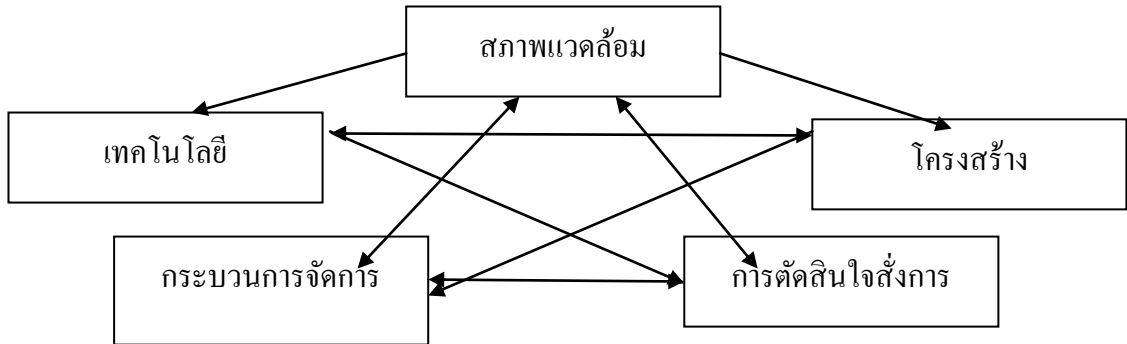 สภาพแวดล้อม
เทคโนโลยี
โครงสร้าง
กระบวนการจัดการ
การตัดสินใจสั่งการ